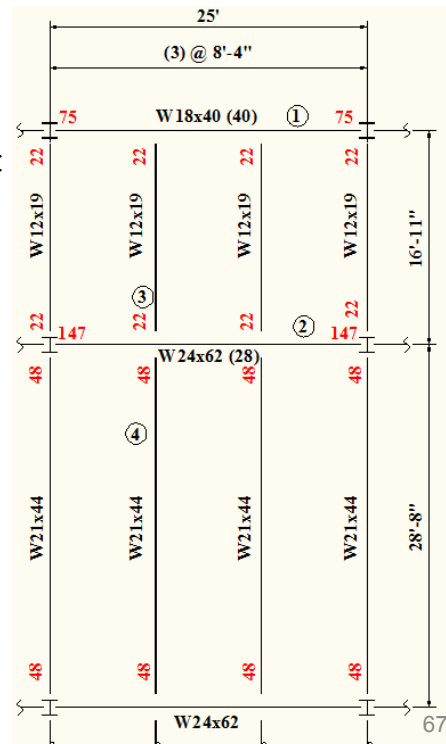 25'
(3) @ 8'-4"
75 W18x40 (40) 1 75
22 22 22 22
W12x19 W12x19 W12x19 W12x19
16'-11"
3
22 22 22 22
147 2 147
W24x62 (28)
48 48 48 48
4
W21x44 W21x44 W21x44 W21x44
28'-8"
48 48 48 48
W24x62
67